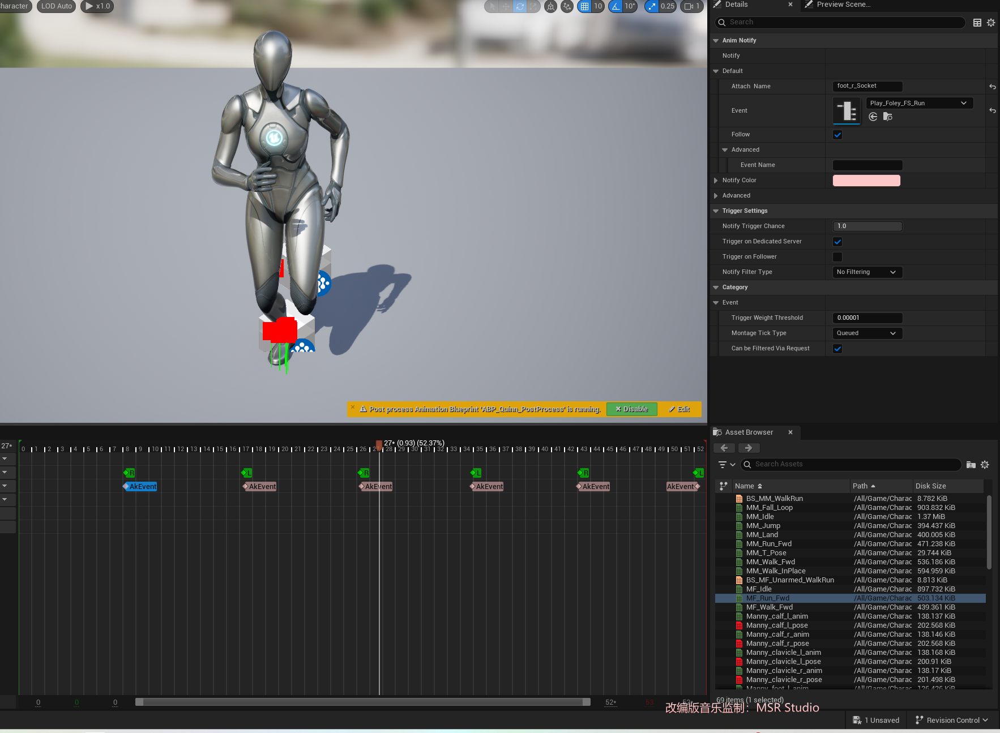 haracter
LOD Auto
x1.0
10
10°
0.25
1
Details
Preview Scene...
Search
Anim Notify
Notify
Default
Attach Name
foot_r_Socket
Event
Play_Foley_FS_Run
Follow
Advanced
Event Name
Notify Color
Advanced
Trigger Settings
Notify Trigger Chance
1.0
Trigger on Dedicated Server
Trigger on Follower
Notify Filter Type
No Filtering
Category
Event
Trigger Weight Threshold
0.00001
Montage Tick Type
Queued
Can be Filtered Via Request
Post process Animation Blueprint 'ABP_Quinn_PostProcess' is running.
Disable
Edit
27* (0.93) (52.37%)
27*
0 1 2 3 4 5 6 7 8 9 10 11 12 13 14 15 16 17 18 19 20 21 22 23 24 25 26 27 28 29 30 31 32 33 34 35 36 37 38 39 40 41 42 43 44 45 46 47 48 49 50 51 52
R L R L R L
AkEvent AkEvent AkEvent AkEvent AkEvent AkEvent
0 0 0 52* 53 52*
Asset Browser
Search Assets
Name Path Disk Size
BS_MM_WalkRun /All/Game/Charac 8.782 KiB
MM_Fall_Loop /All/Game/Charac 903.832 KiB
MM_Idle /All/Game/Charac 1.37 MiB
MM_Jump /All/Game/Charac 394.437 KiB
MM_Land /All/Game/Charac 400.005 KiB
MM_Run_Fwd /All/Game/Charac 471.238 KiB
MM_T_Pose /All/Game/Charac 29.744 KiB
MM_Walk_Fwd /All/Game/Charac 536.186 KiB
MM_Walk_InPlace /All/Game/Charac 594.959 KiB
BS_MF_Unarmed_WalkRun /All/Game/Charac 8.813 KiB
MF_Idle /All/Game/Charac 897.732 KiB
MF_Run_Fwd /All/Game/Charac 503.134 KiB
MF_Walk_Fwd /All/Game/Charac 439.361 KiB
Manny_calf_l_anim /All/Game/Charac 138.137 KiB
Manny_calf_l_pose /All/Game/Charac 202.568 KiB
Manny_calf_r_anim /All/Game/Charac 138.146 KiB
Manny_calf_r_pose /All/Game/Charac 202.568 KiB
Manny_clavicle_l_anim /All/Game/Charac 138.168 KiB
Manny_clavicle_l_pose /All/Game/Charac 200.91 KiB
Manny_clavicle_r_anim /All/Game/Charac 138.17 KiB
Manny_clavicle_r_pose /All/Game/Charac 201.498 KiB
Manny_foot_l_anim /All/Game/Charac 126.426 KiB
69 items (1 selected)
改编版音乐监制：MSR Studio
1 Unsaved
Revision Control